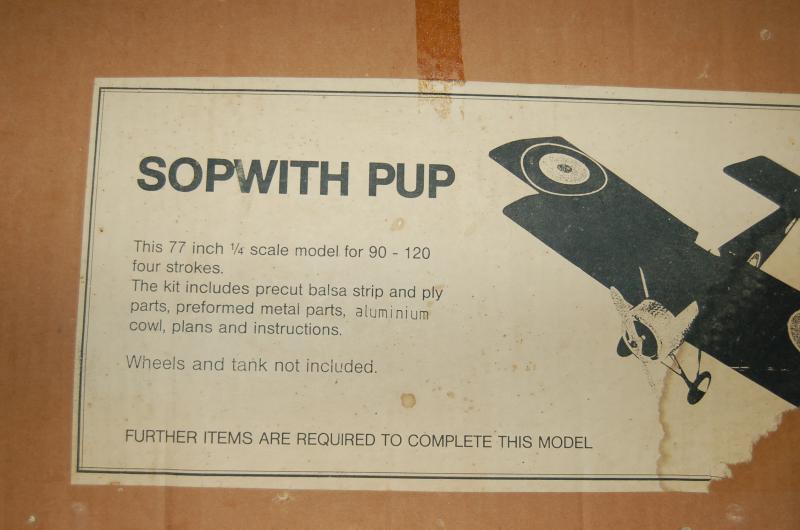 SOPWITH PUP
This 77 inch ¼ scale model for 90 - 120
four strokes.
The kit includes precut balsa strip and ply
parts, preformed metal parts, aluminium
cowl, plans and instructions.
Wheels and tank not included.
FURTHER ITEMS ARE REQUIRED TO COMPLETE THIS MODEL